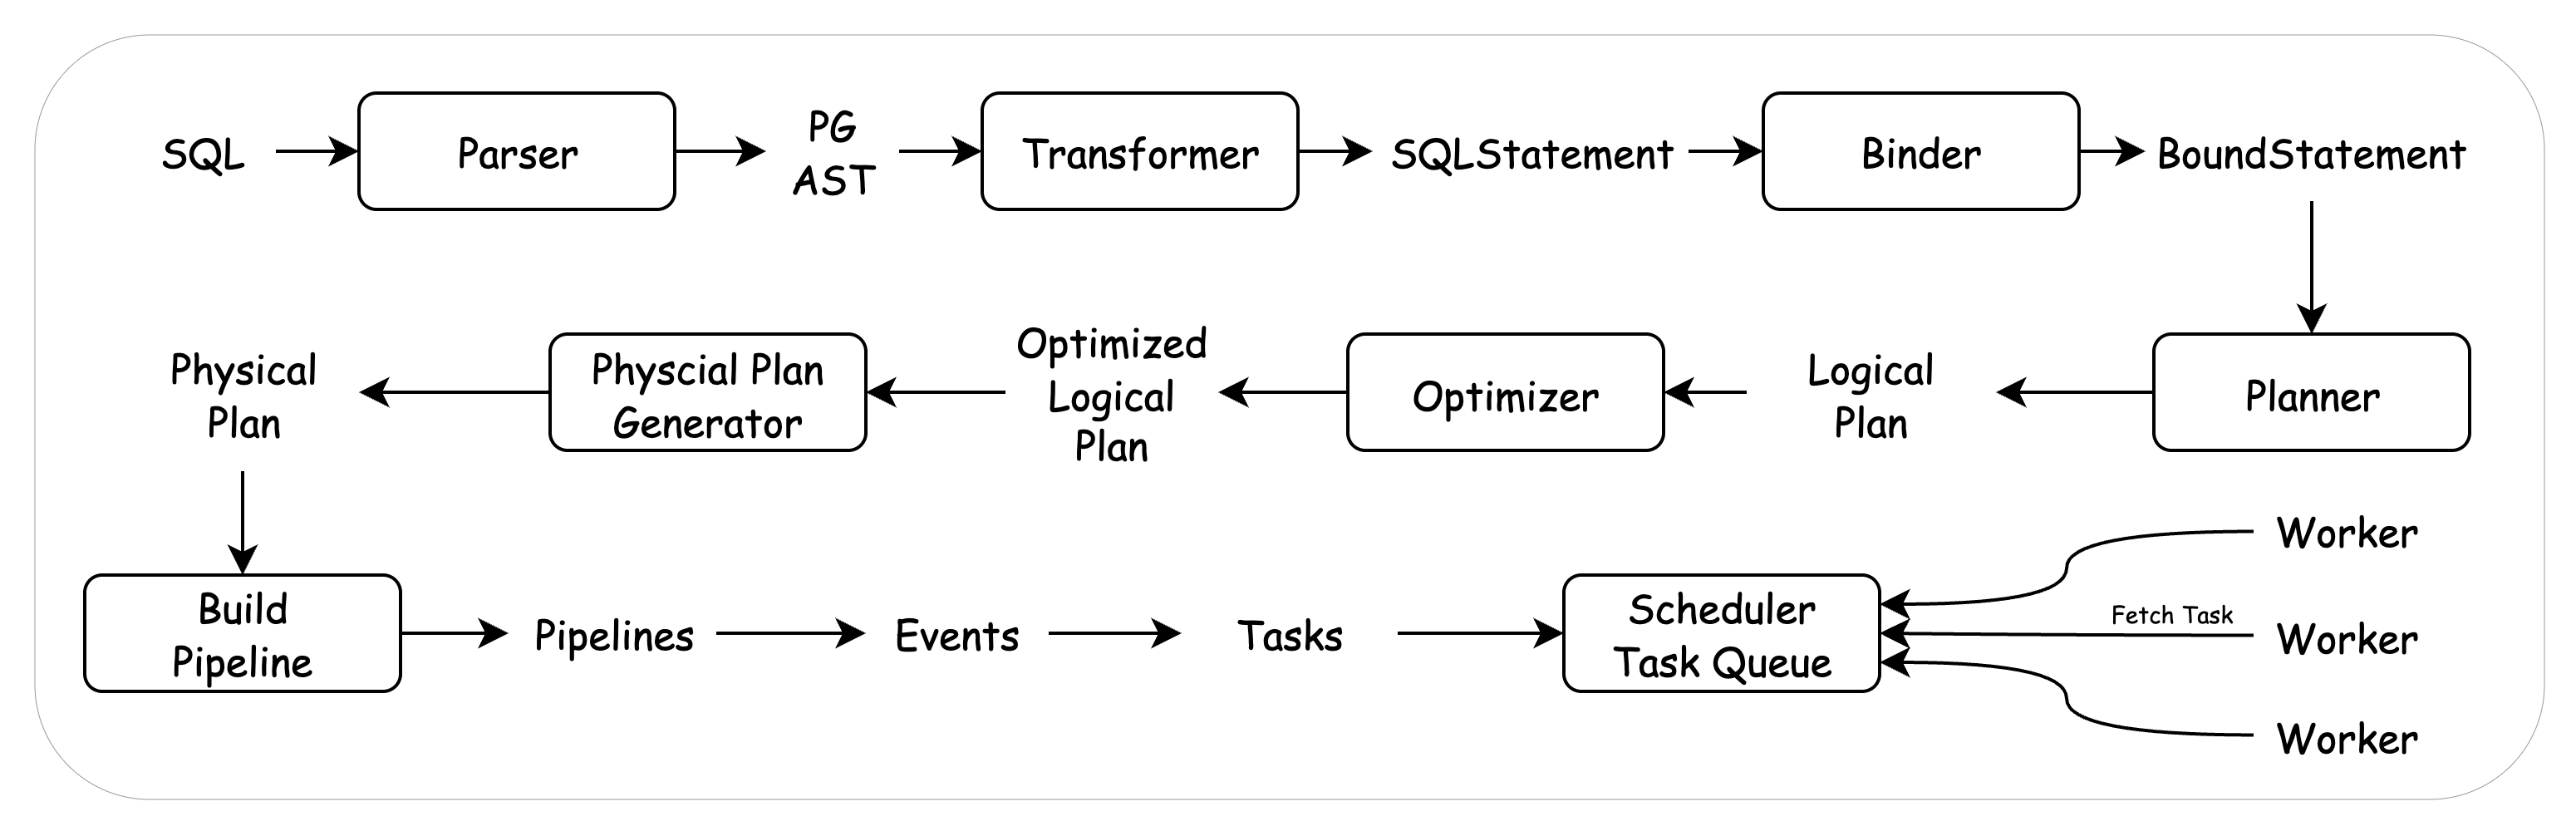 SQL
Parser
PG
AST
Transformer
SQLStatement
Binder
BoundStatement
Physical
Plan
Physcial Plan
Generator
Optimized
Logical
Plan
Optimizer
Logical
Plan
Planner
Build
Pipeline
Pipelines
Events
Tasks
Scheduler
Task Queue
Fetch Task
Worker
Worker
Worker